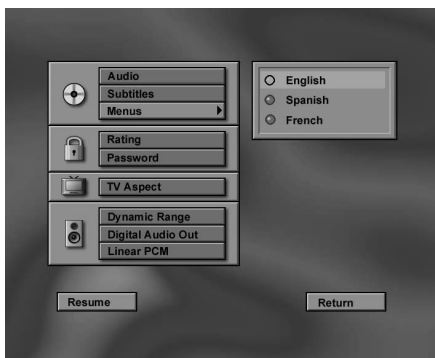 Audio
Subtitles
Menus
Rating
Password
TV Aspect
Dynamic Range
Digital Audio Out
Linear PCM
English
Spanish
French
Resume
Return